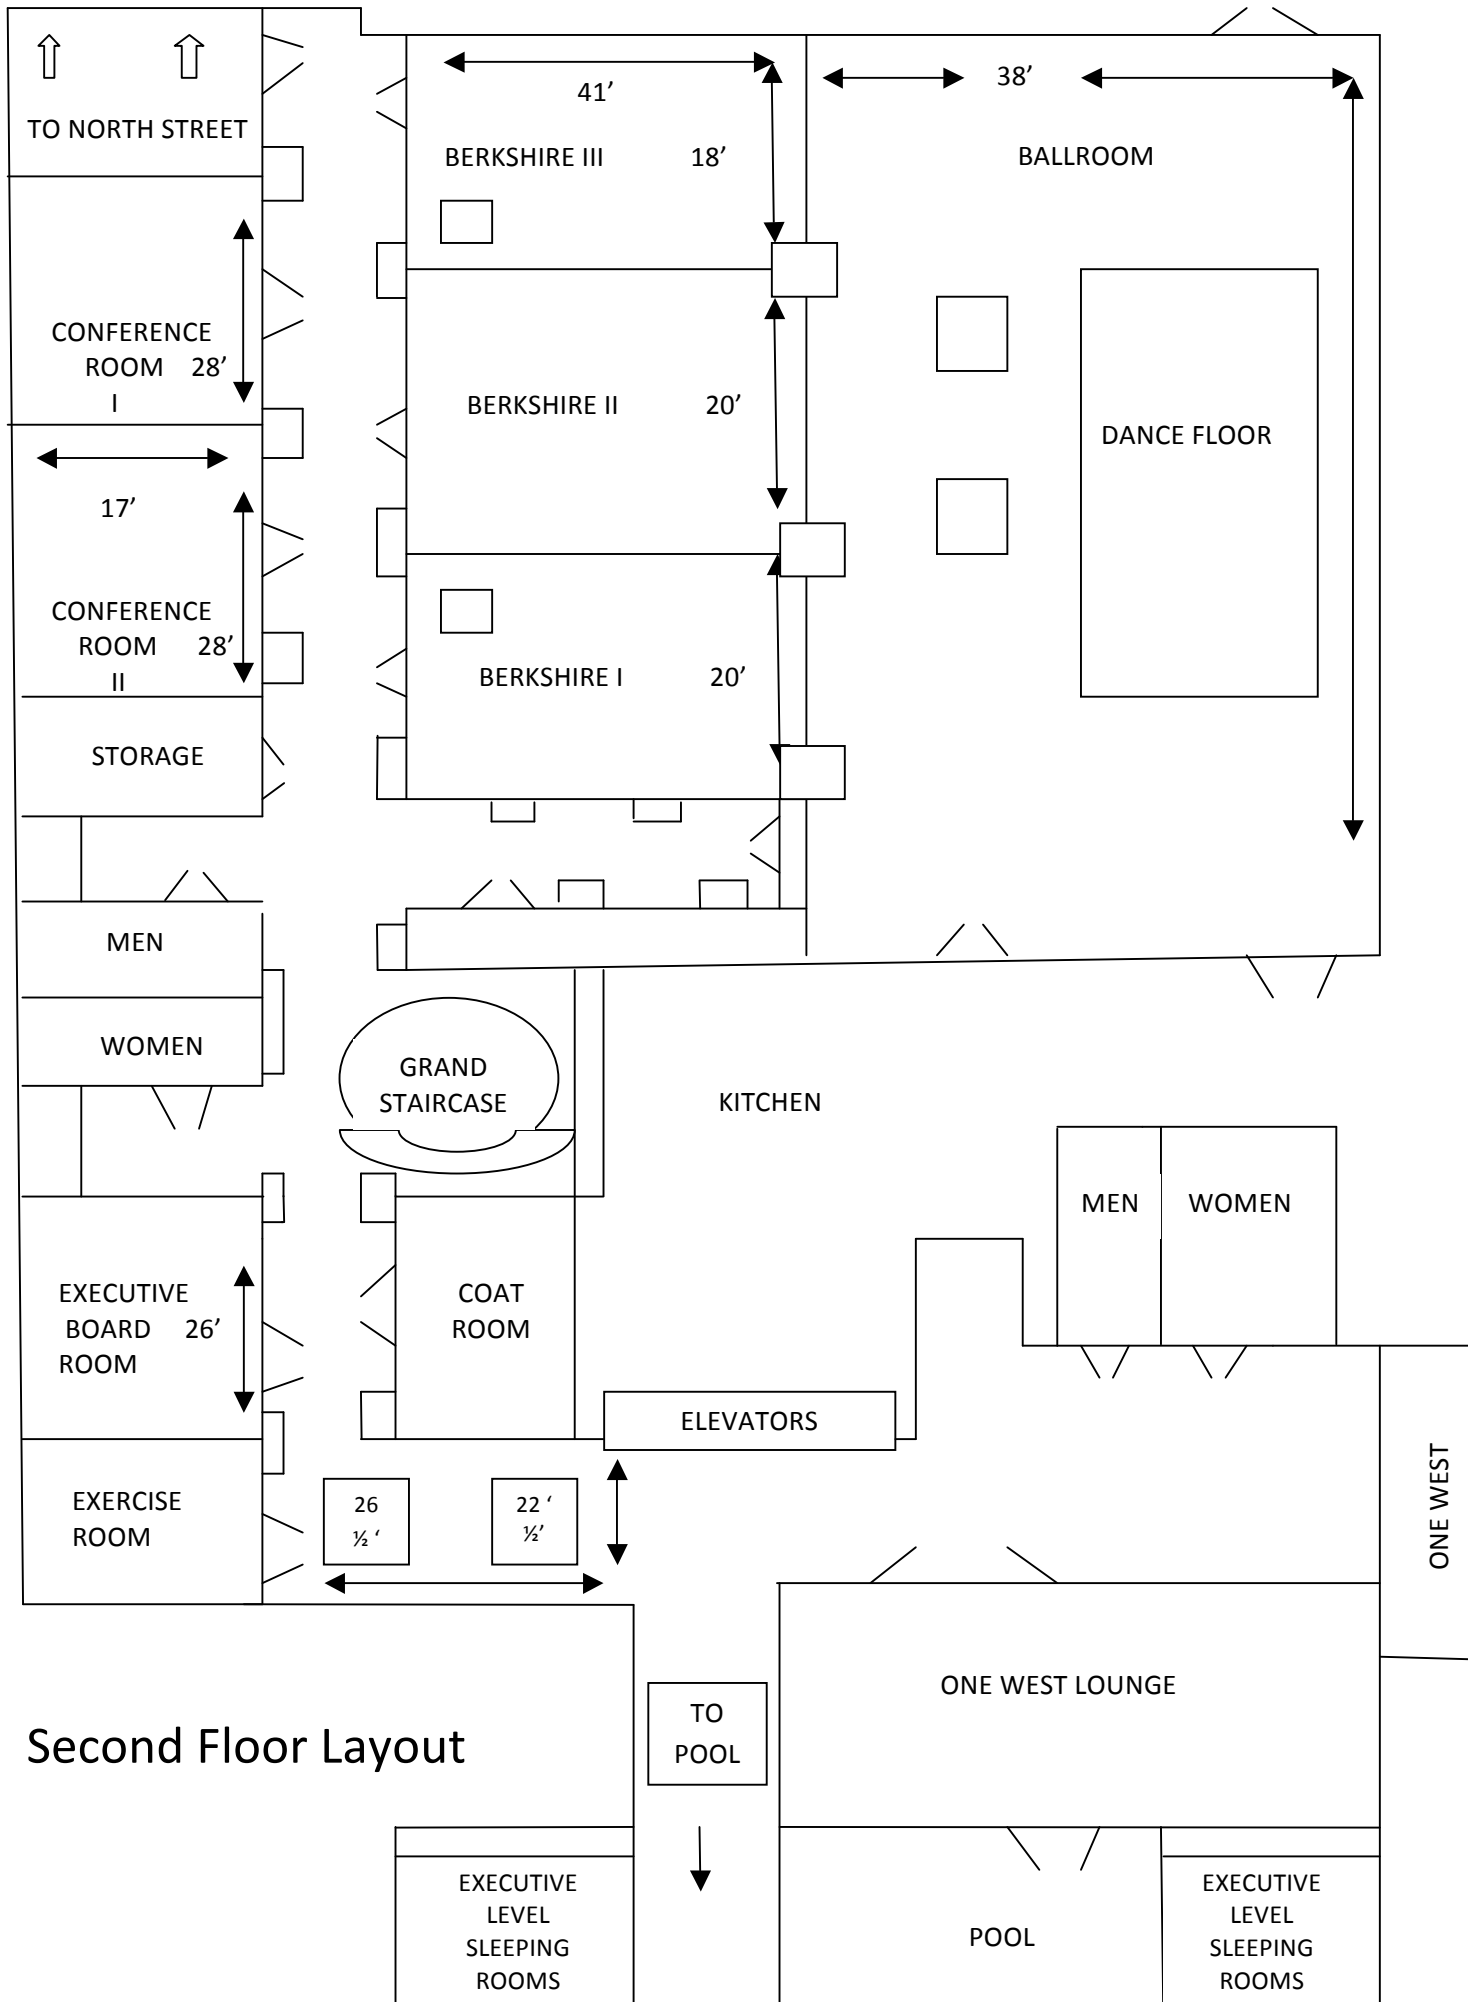 TO NORTH STREET
41’
BERKSHIRE III
18’
38’
BALLROOM
CONFERENCE
ROOM 28’
I
BERKSHIRE II
20’
DANCE FLOOR
17’
CONFERENCE
ROOM 28’
II
BERKSHIRE I
20’
STORAGE
MEN
WOMEN
GRAND
STAIRCASE
KITCHEN
MEN
WOMEN
EXECUTIVE
BOARD 26’
ROOM
COAT
ROOM
ELEVATORS
EXERCISE
ROOM
26
½ ‘
22 ‘
½’
ONE WEST
ONE WEST LOUNGE
TO
POOL
Second Floor Layout
EXECUTIVE
LEVEL
SLEEPING
ROOMS
POOL
EXECUTIVE
LEVEL
SLEEPING
ROOMS